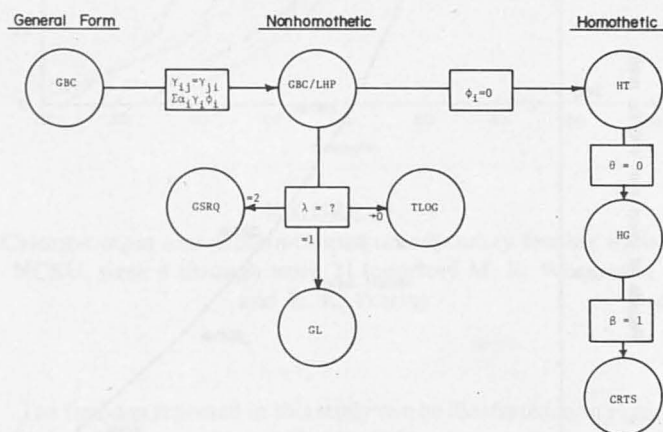 General Form
Nonhomothetic
Homothetic
GBC
γij=γji
Σαiγiφi
GBC/LHP
φi=0
HT
θ = 0
GSRQ
=2
λ = ?
→0
TLOG
=1
HG
GL
β = 1
CRTS